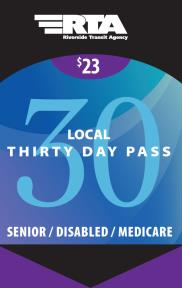 RTA
Riverside Transit Agency
$23
30
LOCAL
THIRTY DAY PASS
SENIOR / DISABLED / MEDICARE